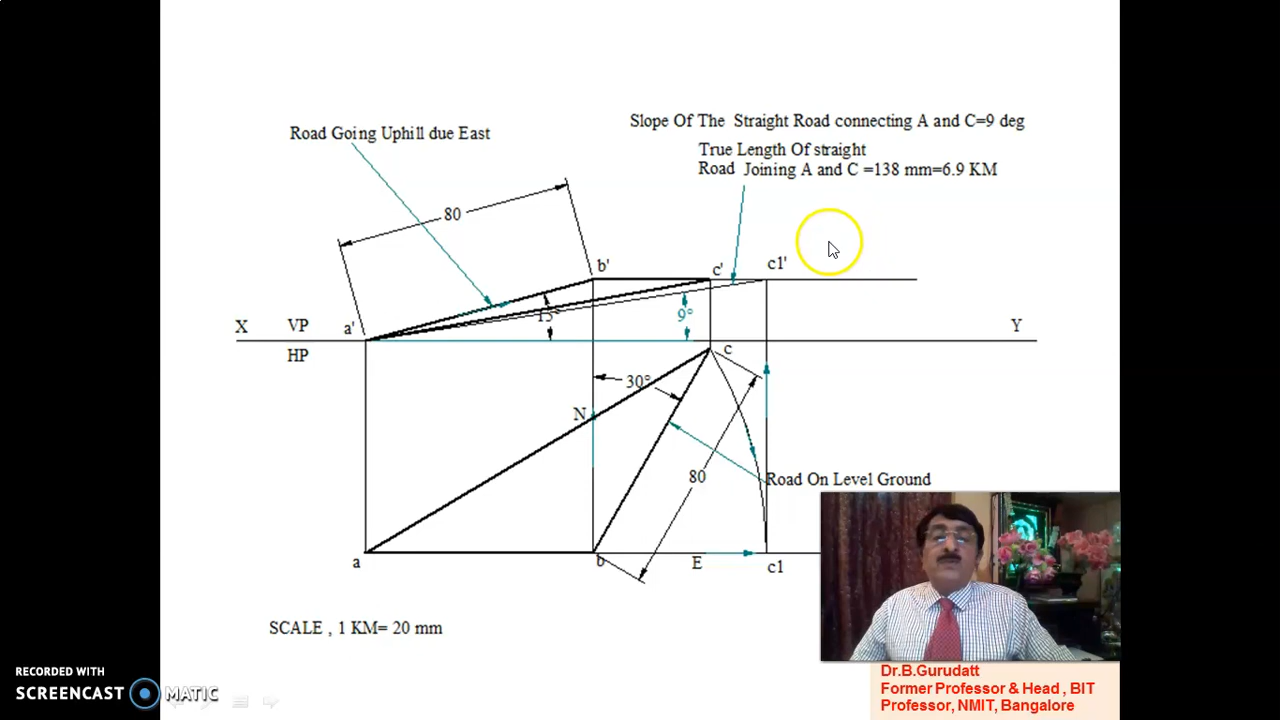 Slope Of The Straight Road connecting A and C=9 deg
Road Going Uphill due East
True Length Of straight
Road Joining A and C =138 mm=6.9 KM
80
b'
c'
c1'
15°
9°
X
VP
a'
Y
HP
c
30°
N
80
Road On Level Ground
a
b
E
c1
SCALE , 1 KM= 20 mm
RECORDED WITH
SCREENCAST MATIC
Dr.B.Gurudatt
Former Professor & Head , BIT
Professor, NMIT, Bangalore